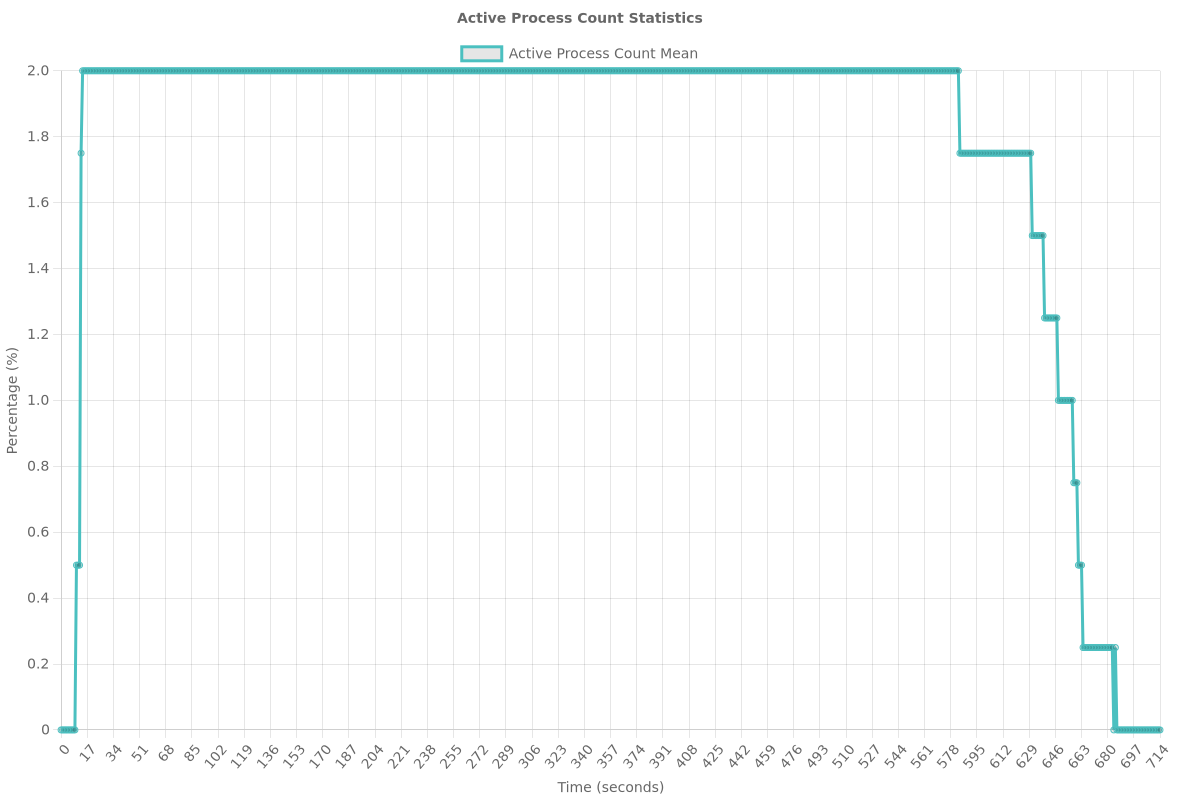 Active Process Count Statistics
Active Process Count Mean
2.0
1.8
1.6
1.4
1.2
1.0
0.8
0.6
0.4
0.2
0
Percentage (%)
0 17 34 51 68 85 102 119 136 153 170 187 204 221 238 255 272 289 306 323 340 357 374 391 408 425 442 459 476 493 510 527 544 561 578 595 612 629 646 663 680 697 714
Time (seconds)